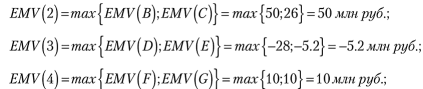 EMV(2)=max{EMV(B);EMV(C)}=max{50;26}=50 млн руб.;
EMV(3)=max{EMV(D);EMV(E)}=max{−28;−5.2}=−5.2 млн руб.;
EMV(4)=max{EMV(F);EMV(G)}=max{10;10}=10 млн руб.;